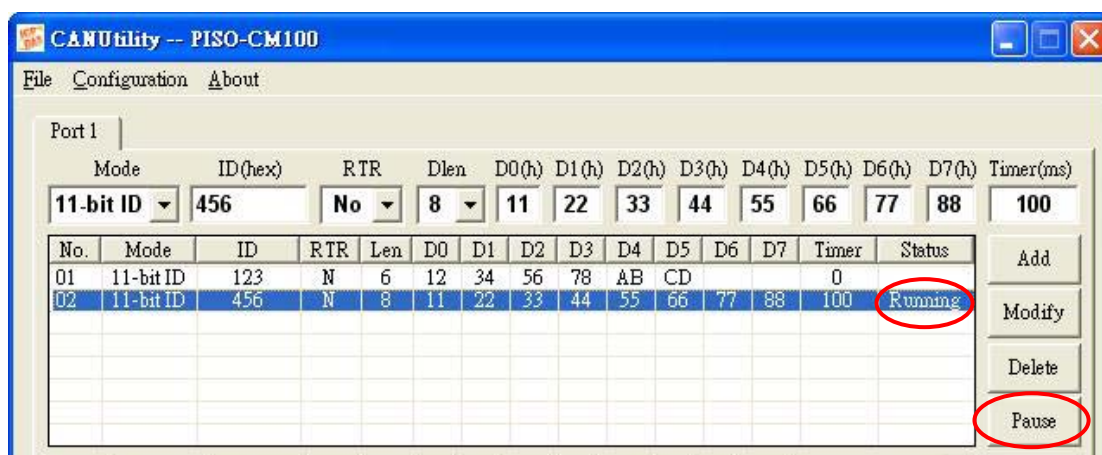 CANUtility -- PISO-CM100
File Configuration About
Port 1
Mode ID(hex) RTR Dlen D0(h) D1(h) D2(h) D3(h) D4(h) D5(h) D6(h) D7(h) Timer(ms)
11-bit ID 456 No 8 11 22 33 44 55 66 77 88 100
No. Mode ID RTR Len D0 D1 D2 D3 D4 D5 D6 D7 Timer Status
01 11-bit ID 123 N 6 12 34 56 78 AB CD 0
02 11-bit ID 456 N 8 11 22 33 44 55 66 77 88 100 Running
Add
Modify
Delete
Pause